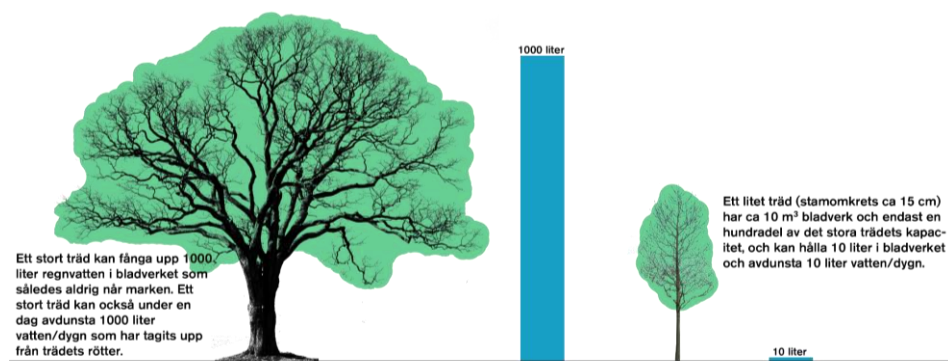 1000 liter
Ett stort träd kan fånga upp 1000
liter regnvatten i bladverket som
således aldrig når marken. Ett
stort träd kan också under en
dag avdunsta 1000 liter
vatten/dygn som har tagits upp
från trädets rötter.
Ett litet träd (stamomkrets ca 15 cm)
har ca 10 m³ bladverk och endast en
hundradel av det stora trädets kapac-
itet, och kan hålla 10 liter i bladverket
och avdunsta 10 liter vatten/dygn.
10 liter